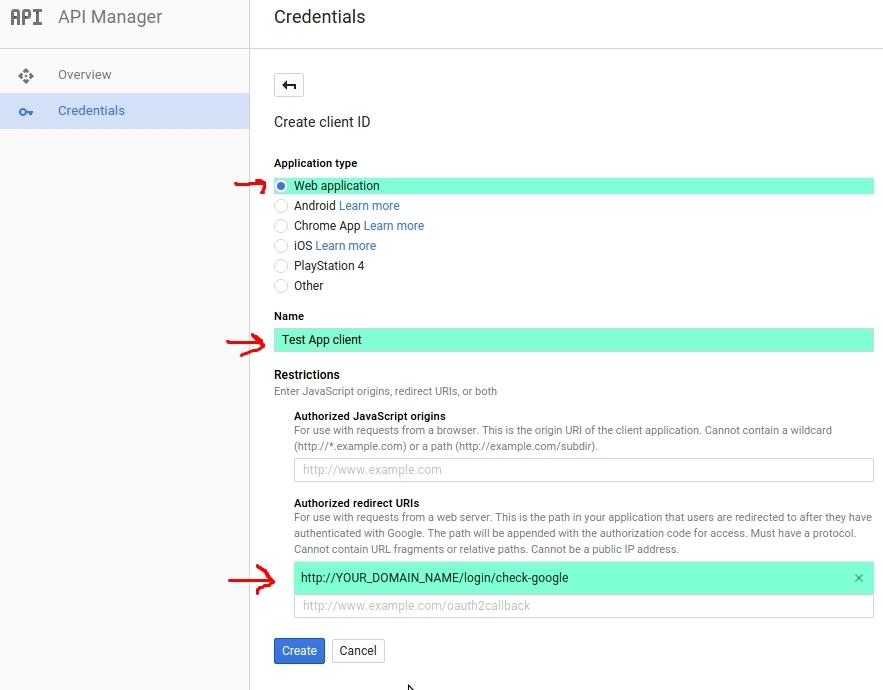 API API Manager
Credentials
Overview
Credentials
Create client ID
Application type
Web application
Android Learn more
Chrome App Learn more
iOS Learn more
PlayStation 4
Other
Name
Test App client
Restrictions
Enter JavaScript origins, redirect URIs, or both
Authorized JavaScript origins
For use with requests from a browser. This is the origin URI of the client application. Cannot contain a wildcard
(http://*.example.com) or a path (http://example.com/subdir).
http://www.example.com
Authorized redirect URIs
For use with requests from a web server. This is the path in your application that users are redirected to after they have
authenticated with Google. The path will be appended with the authorization code for access. Must have a protocol.
Cannot contain URL fragments or relative paths. Cannot be a public IP address.
http://YOUR_DOMAIN_NAME/login/check-google
http://www.example.com/oauth2callback
Create Cancel